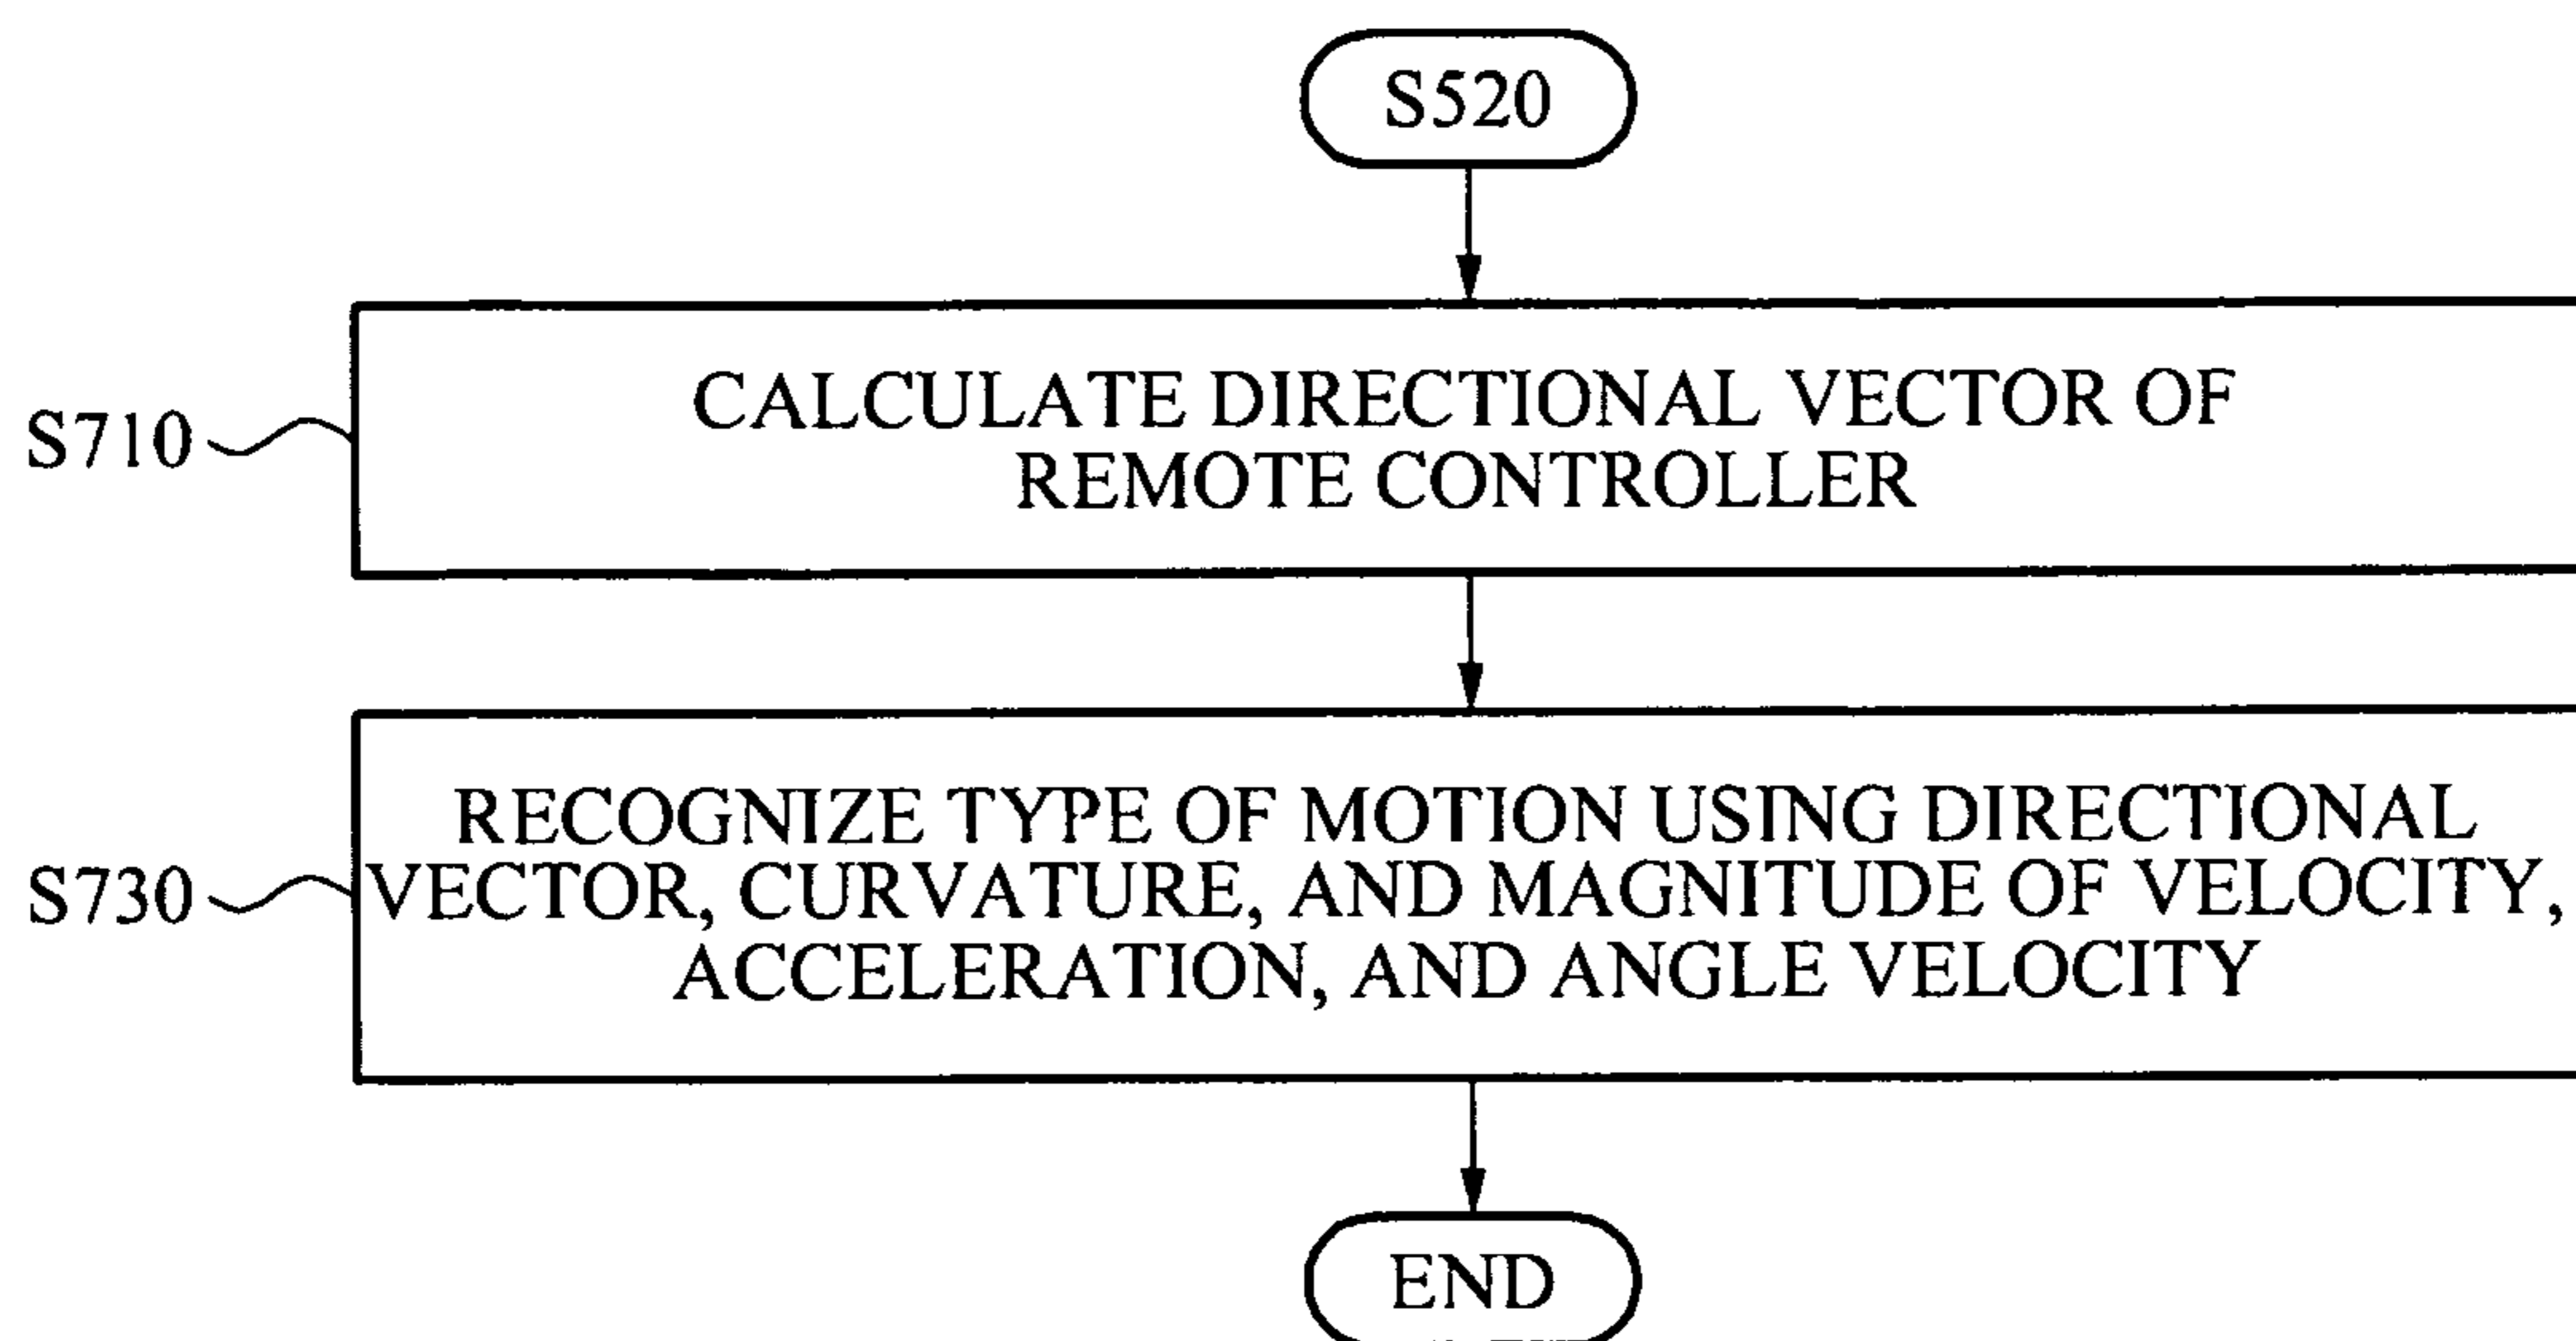 S520
S710
CALCULATE DIRECTIONAL VECTOR OF
REMOTE CONTROLLER
S730
RECOGNIZE TYPE OF MOTION USING DIRECTIONAL
VECTOR, CURVATURE, AND MAGNITUDE OF VELOCITY,
ACCELERATION, AND ANGLE VELOCITY
END